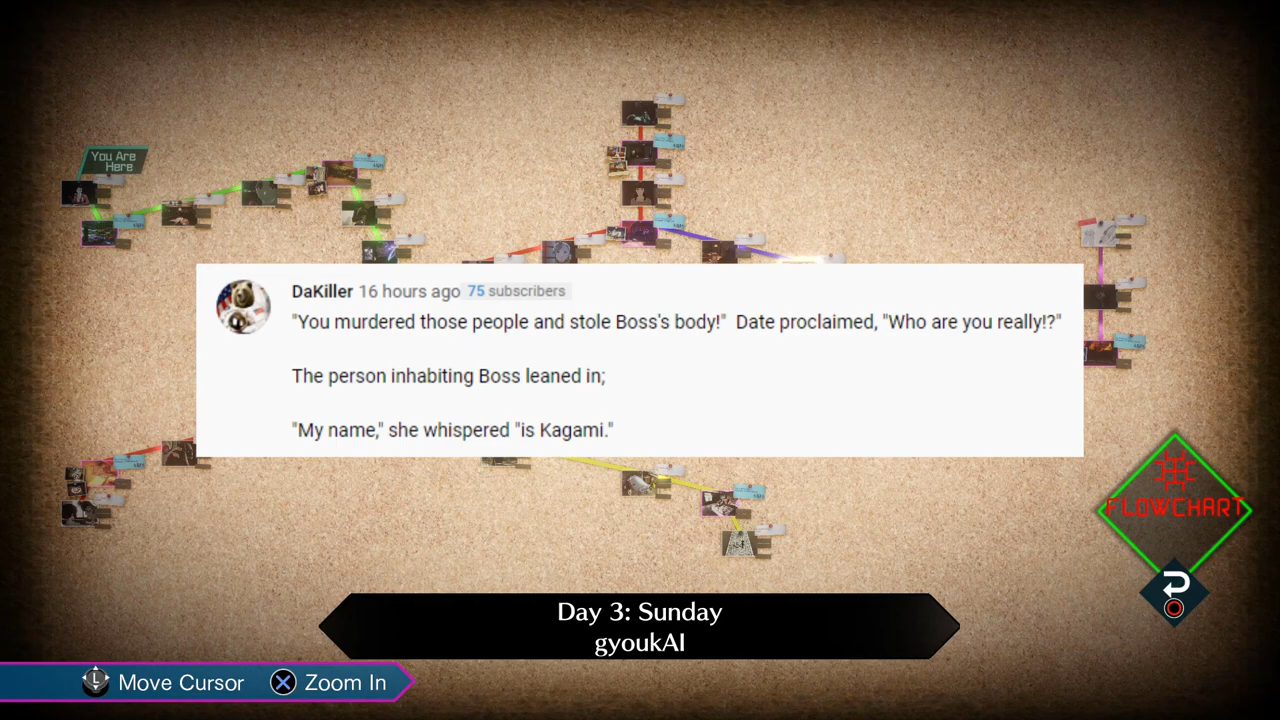 You Are
Here
DaKiller 16 hours ago 75 subscribers
"You murdered those people and stole Boss's body!"  Date proclaimed, "Who are you really!?"
The person inhabiting Boss leaned in;
"My name," she whispered "is Kagami."
FLOWCHART
Day 3: Sunday
gyoukAI
L Move Cursor
Zoom In